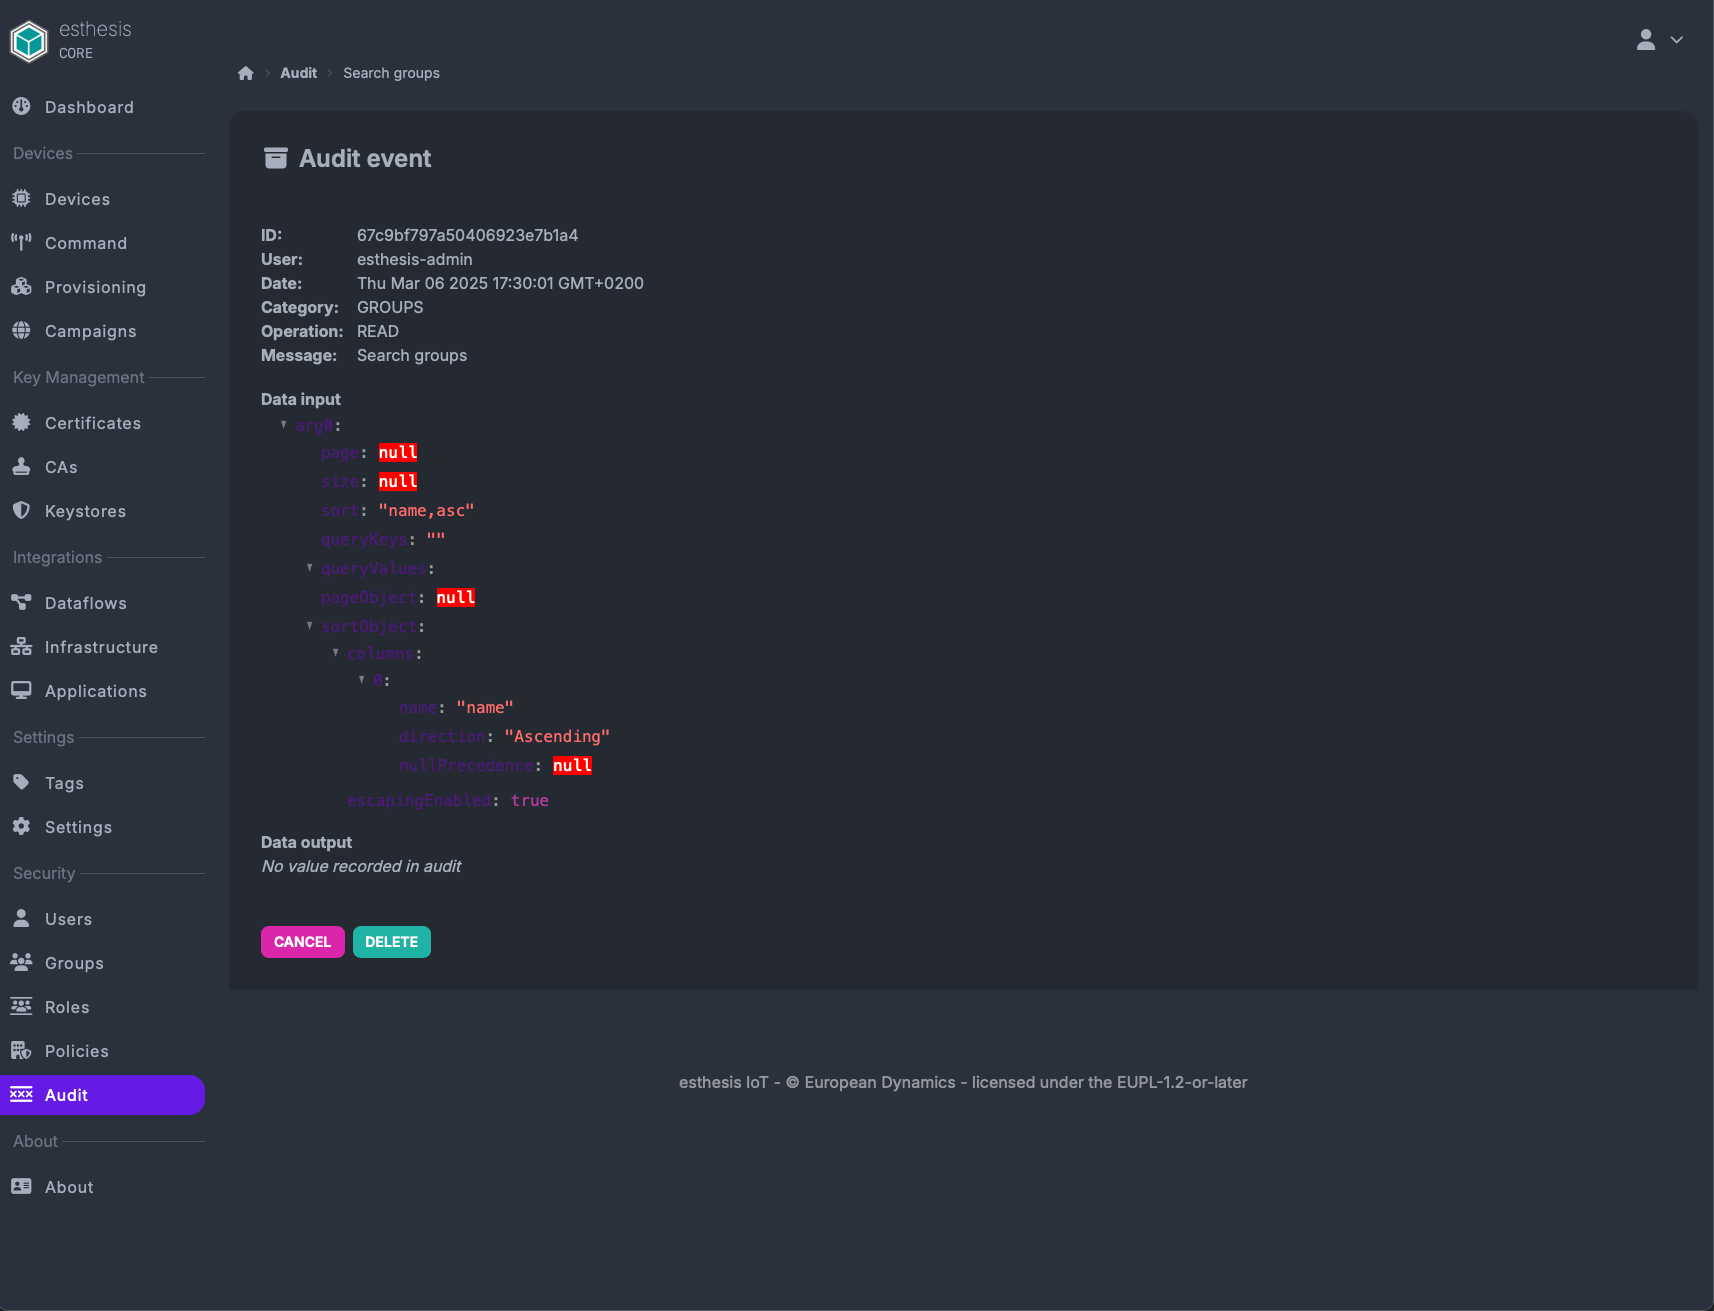 esthesis
CORE
Audit
Search groups
Dashboard
Devices
Devices
Command
Provisioning
Campaigns
Key Management
Certificates
CAs
Keystores
Integrations
Dataflows
Infrastructure
Applications
Settings
Tags
Settings
Security
Users
Groups
Roles
Policies
Audit
About
About
Audit event
ID: 67c9bf797a50406923e7b1a4
User: esthesis-admin
Date: Thu Mar 06 2025 17:30:01 GMT+0200
Category: GROUPS
Operation: READ
Message: Search groups
Data input
arg0:
page: null
size: null
sort: "name,asc"
queryKeys: ""
queryValues:
pageObject: null
sortObject:
columns:
0:
name: "name"
direction: "Ascending"
nullPrecedence: null
escapingEnabled: true
Data output
No value recorded in audit
CANCEL DELETE
esthesis IoT - © European Dynamics - licensed under the EUPL-1.2-or-later